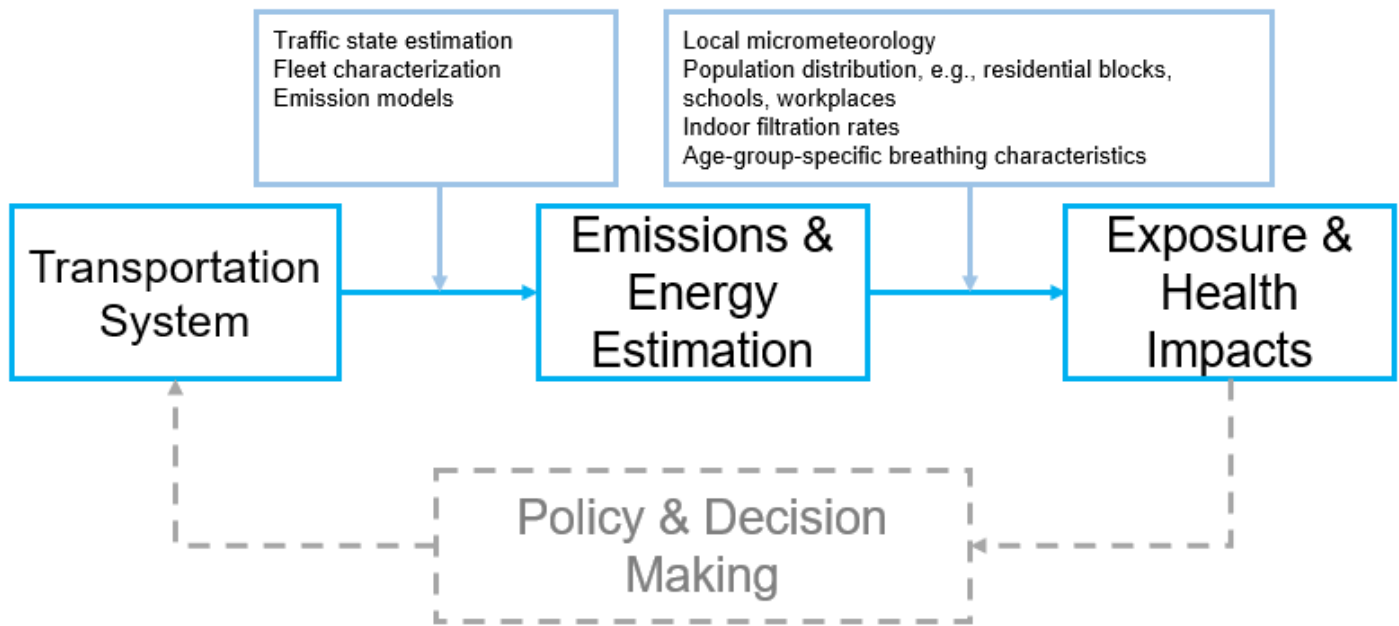 Traffic state estimation
Fleet characterization
Emission models
Local micrometeorology
Population distribution, e.g., residential blocks,
schools, workplaces
Indoor filtration rates
Age-group-specific breathing characteristics
Transportation
System
Emissions &
Energy
Estimation
Exposure &
Health
Impacts
Policy & Decision
Making